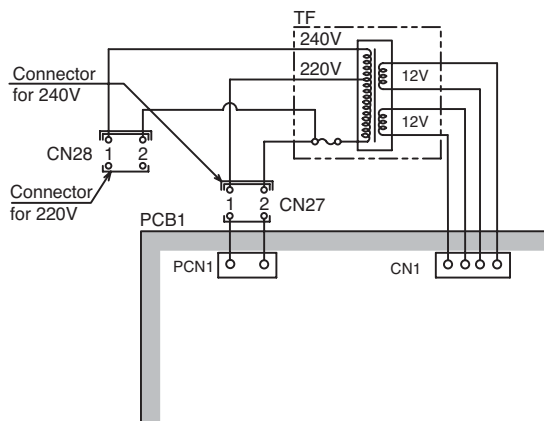 TF
240V
220V
12V
12V
Connector
for 240V
CN28
1 2
Connector
for 220V
1 2
CN27
PCB1
PCN1
CN1